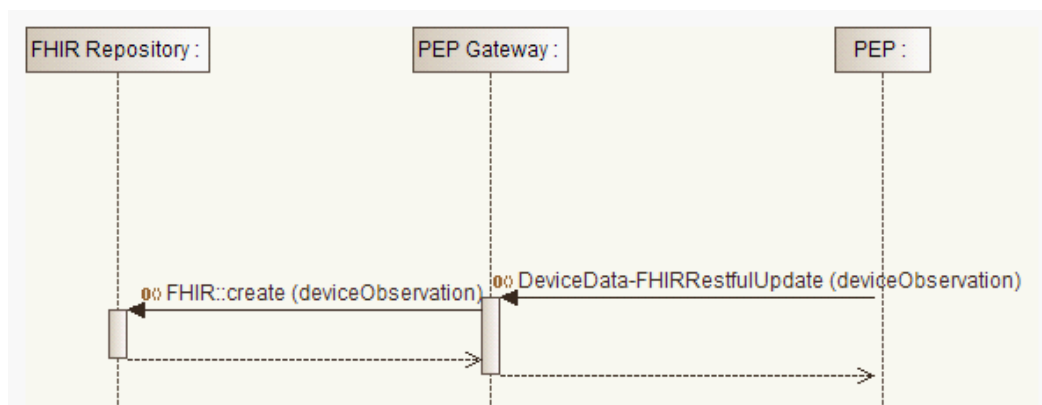 FHIR Repository :
PEP Gateway :
PEP :
DeviceData-FHIRRestfulUpdate (deviceObservation)
FHIR::create (deviceObservation)